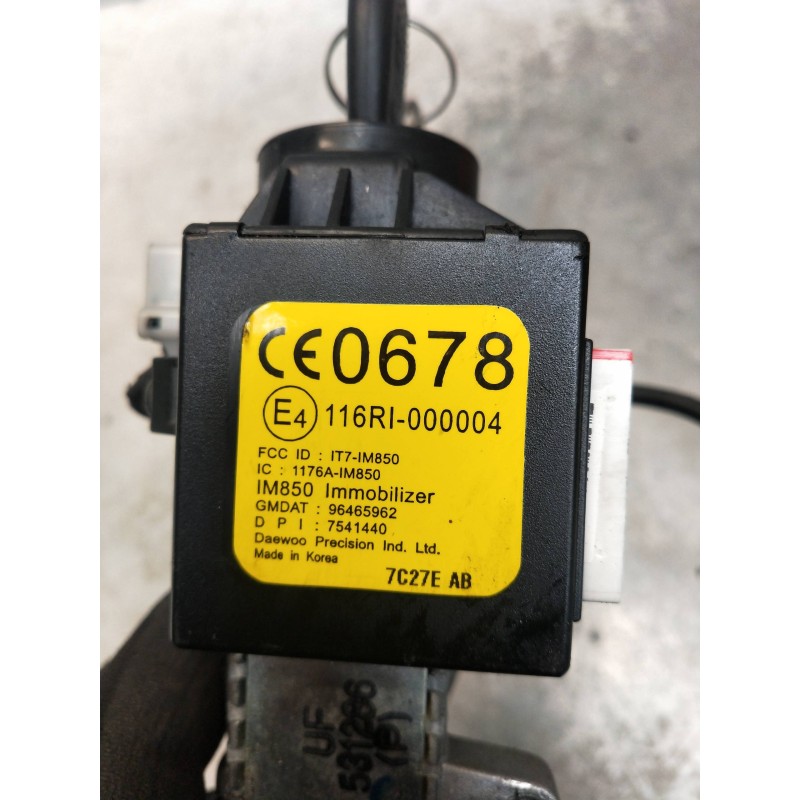 CE0678
E4 116RI-000004
FCC ID : IT7-IM850
IC : 1176A-IM850
IM850 Immobilizer
GMDAT : 96465962
D P I : 7541440
Daewoo Precision Ind. Ltd.
Made in Korea
7C27E AB
UF
531286
(P)